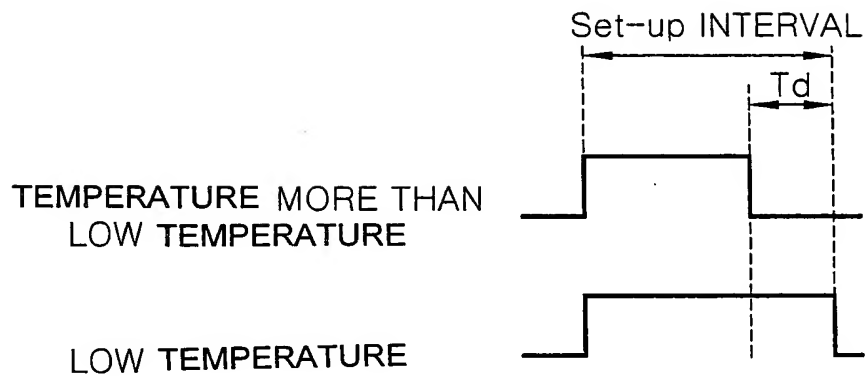 Set-up INTERVAL
Td
TEMPERATURE MORE THAN
LOW TEMPERATURE
LOW TEMPERATURE